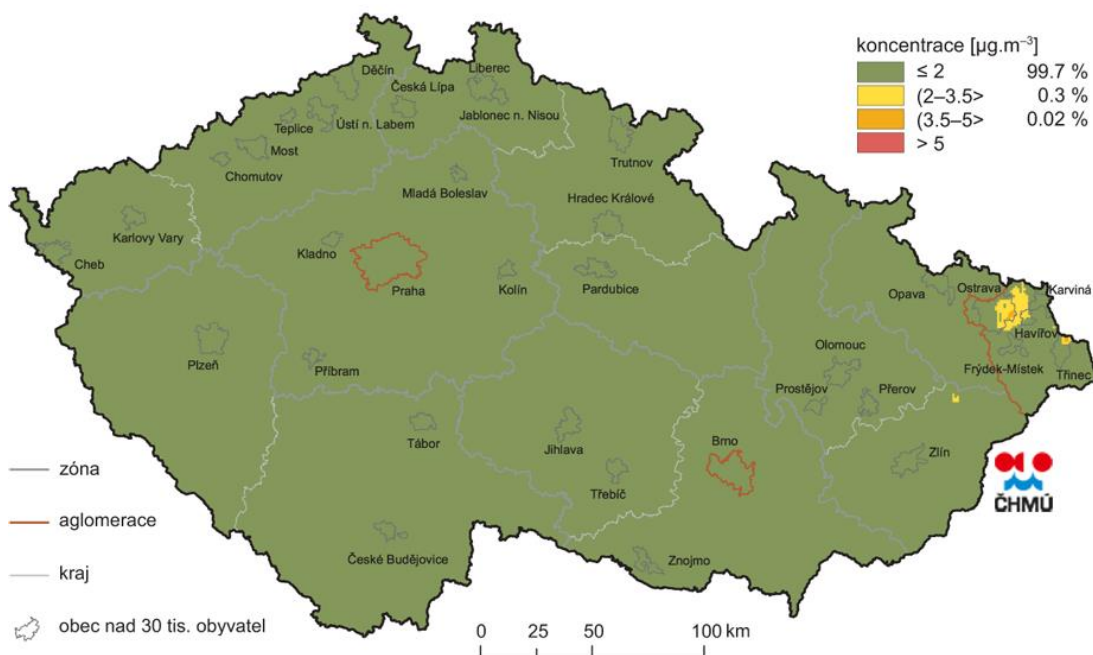 koncentrace [µg.m⁻³]
≤ 2 99.7 %
(2–3.5> 0.3 %
(3.5–5> 0.02 %
> 5
Děčín
Liberec
Česká Lípa
Jablonec n. Nisou
Teplice
Ústí n. Labem
Most
Chomutov
Trutnov
Mladá Boleslav
Hradec Králové
Karlovy Vary
Cheb
Kladno
Praha
Kolín
Pardubice
Opava
Ostrava
Karviná
Havířov
Plzeň
Příbram
Olomouc
Frýdek-Místek
Třinec
Prostějov
Přerov
Tábor
Jihlava
Brno
Zlín
Třebíč
České Budějovice
Znojmo
ČHMÚ
zóna
aglomerace
kraj
obec nad 30 tis. obyvatel
0 25 50 100 km